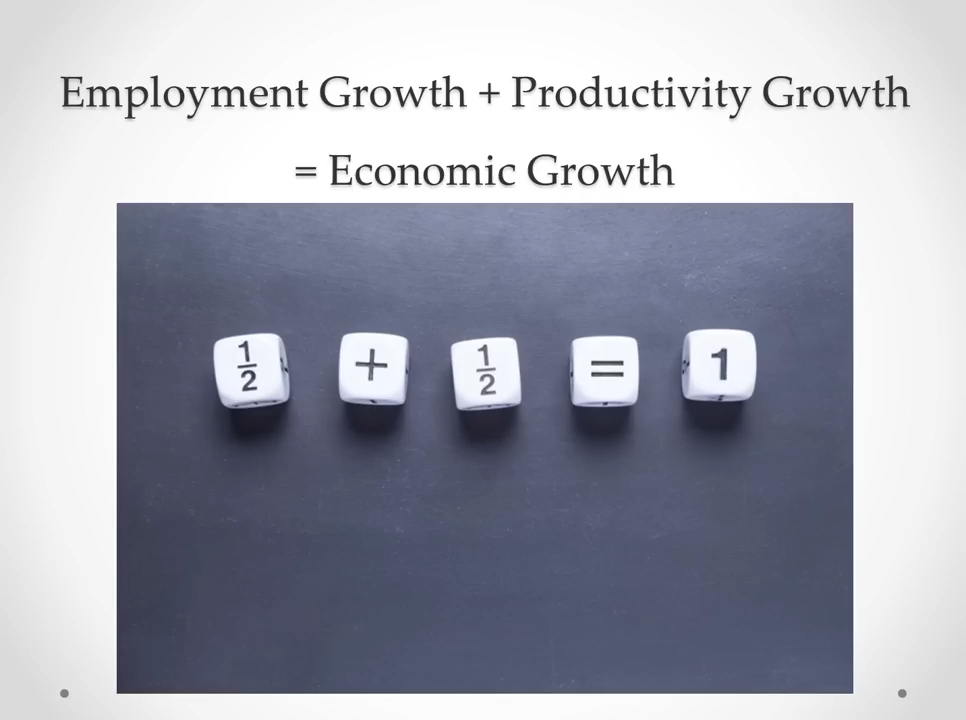 Employment Growth + Productivity Growth
= Economic Growth
½ + ½ = 1